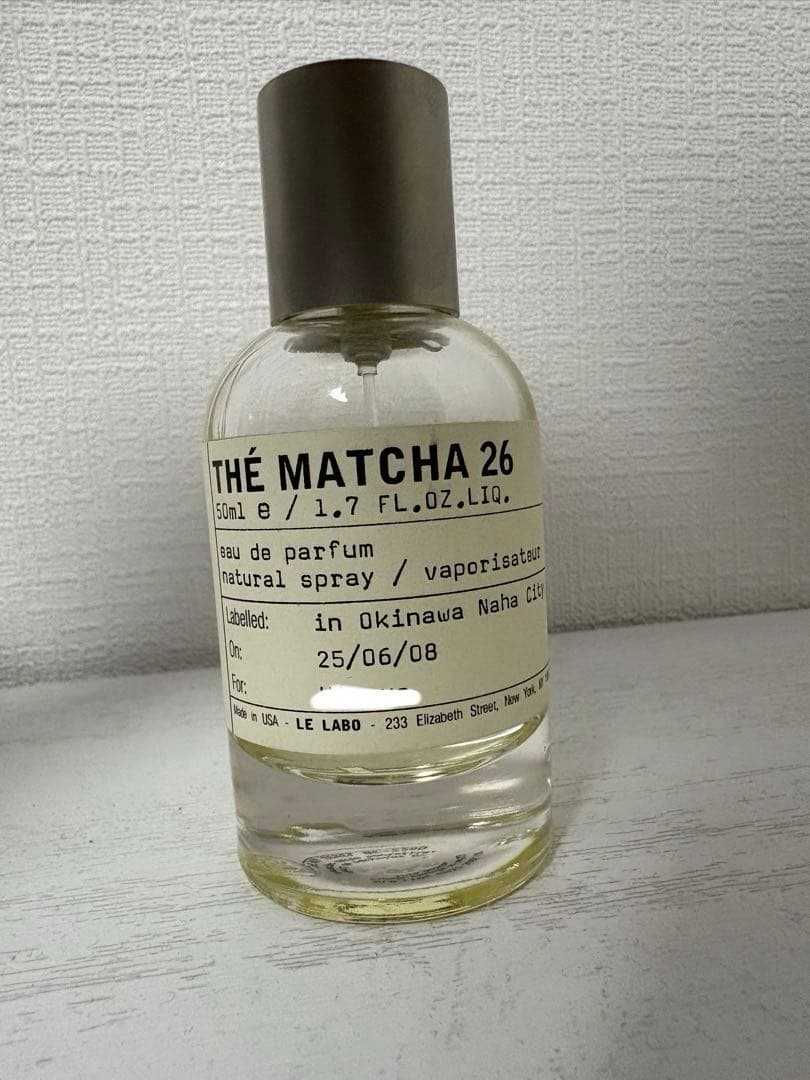 THÉ MATCHA 26
50ml e / 1.7 FL.OZ.LIQ.
eau de parfum
natural spray / vaporisateur
Labelled: in Okinawa Naha City
On: 25/06/08
For:
Made in USA - LE LABO - 233 Elizabeth Street, New York, NY